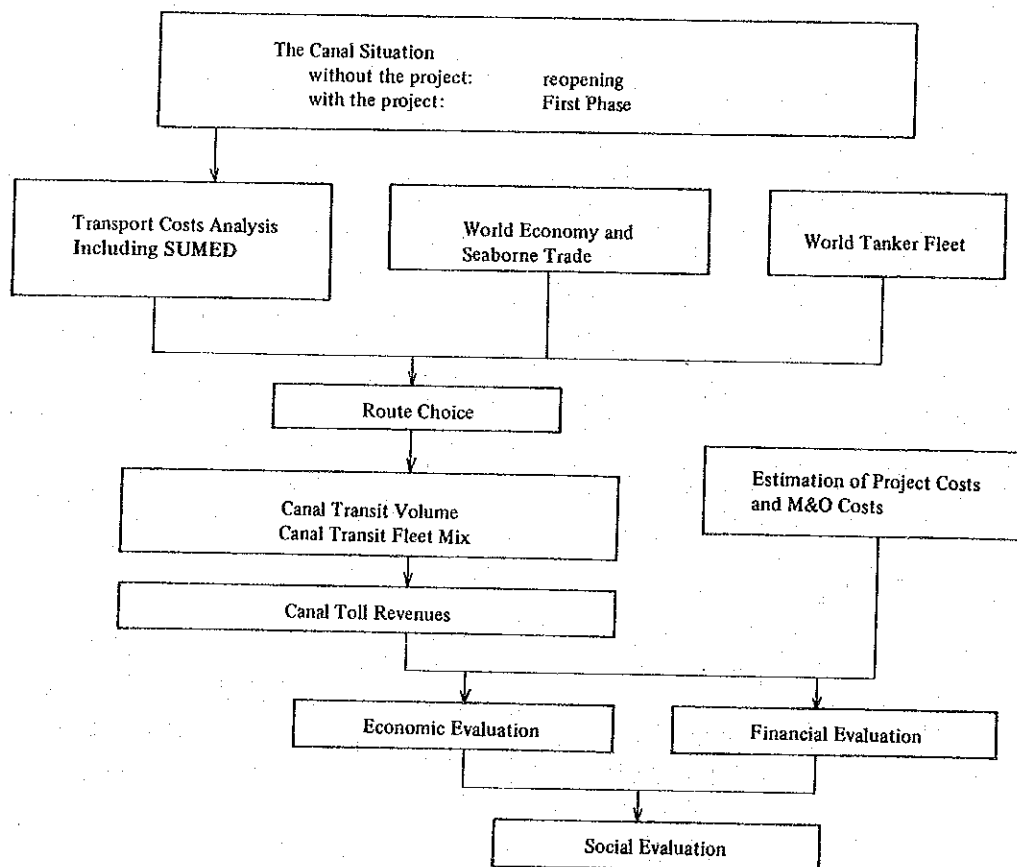 The Canal Situation
without the project: reopening
with the project: First Phase
Transport Costs Analysis
Including SUMED
World Economy and
Seaborne Trade
World Tanker Fleet
Route Choice
Canal Transit Volume
Canal Transit Fleet Mix
Estimation of Project Costs
and M&O Costs
Canal Toll Revenues
Economic Evaluation
Financial Evaluation
Social Evaluation